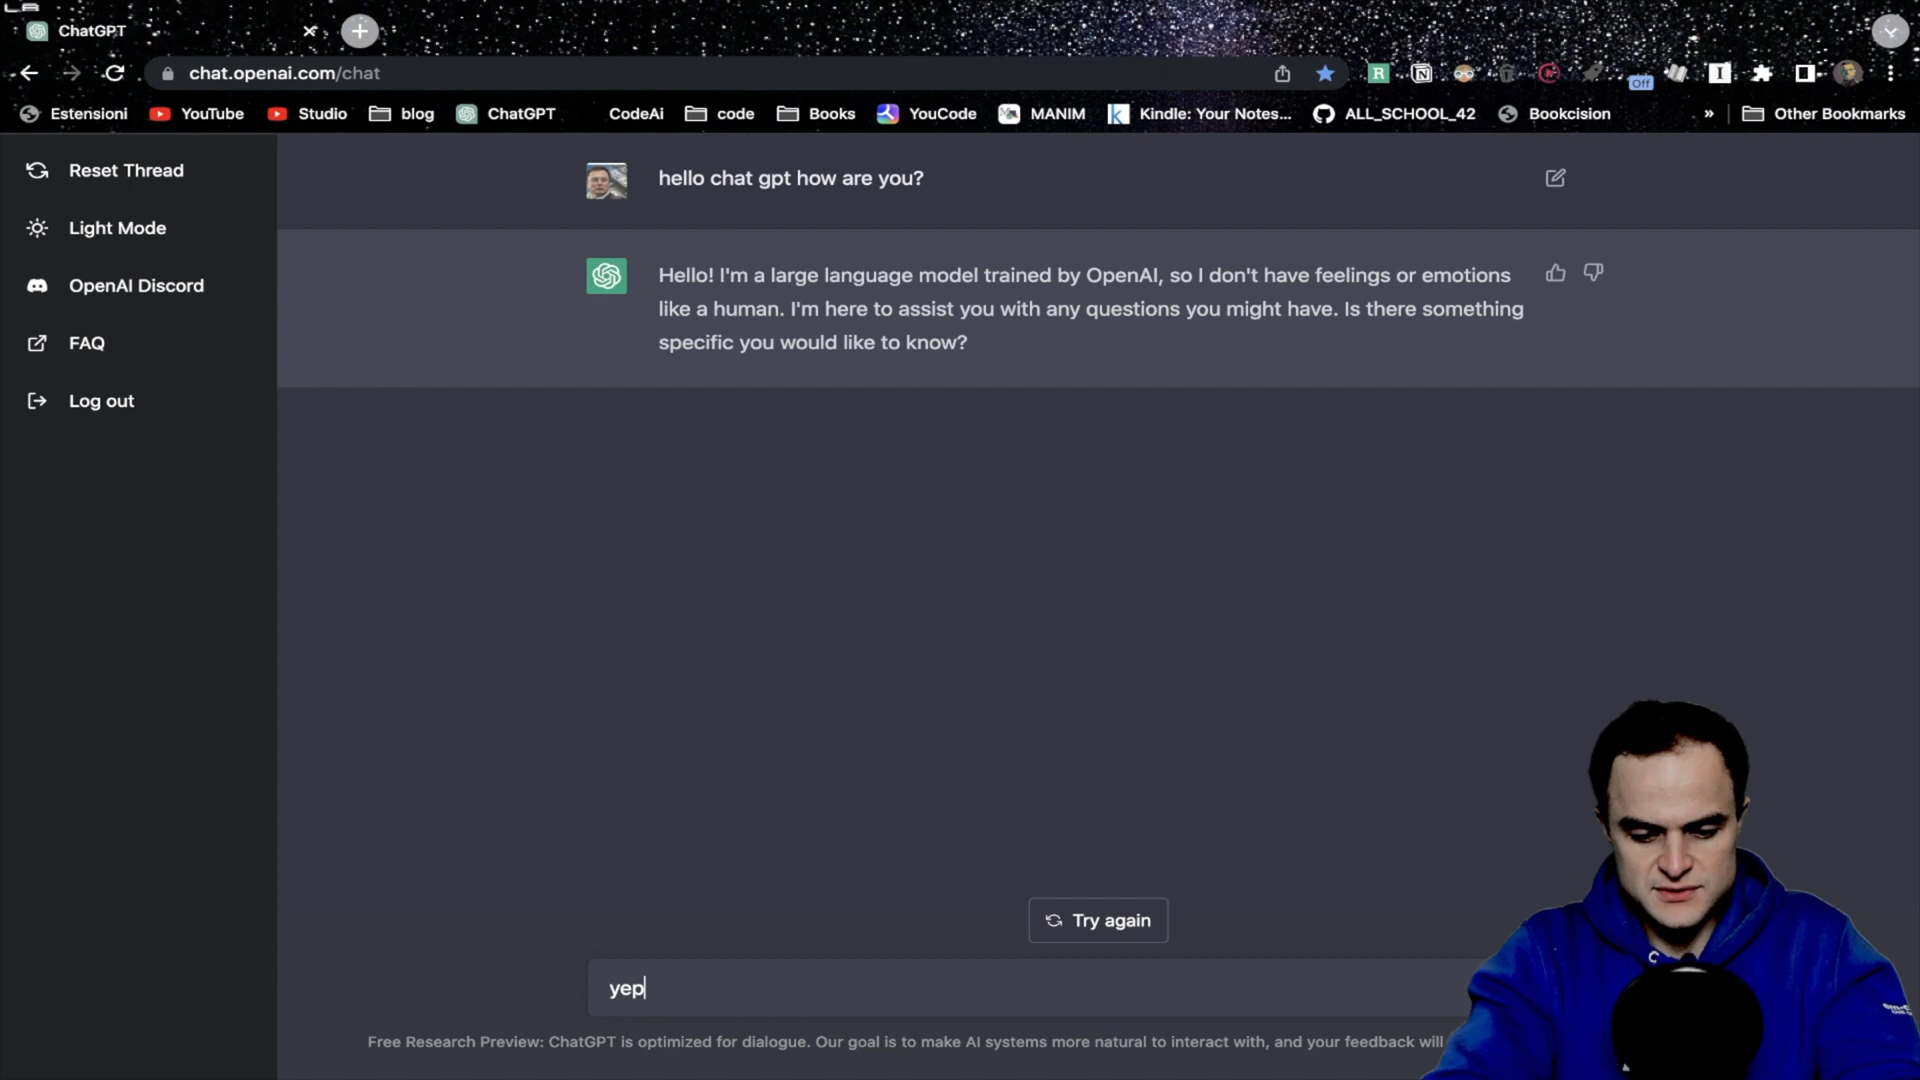 ChatGPT
chat.openai.com/chat
R
N
Off
I
Estensioni YouTube Studio blog ChatGPT CodeAi code Books YouCode MANIM Kindle: Your Notes... ALL_SCHOOL_42 Bookcision » Other Bookmarks
Reset Thread
Light Mode
OpenAI Discord
FAQ
Log out
hello chat gpt how are you?
Hello! I'm a large language model trained by OpenAI, so I don't have feelings or emotions
like a human. I'm here to assist you with any questions you might have. Is there something
specific you would like to know?
Try again
yep
Free Research Preview: ChatGPT is optimized for dialogue. Our goal is to make AI systems more natural to interact with, and your feedback will